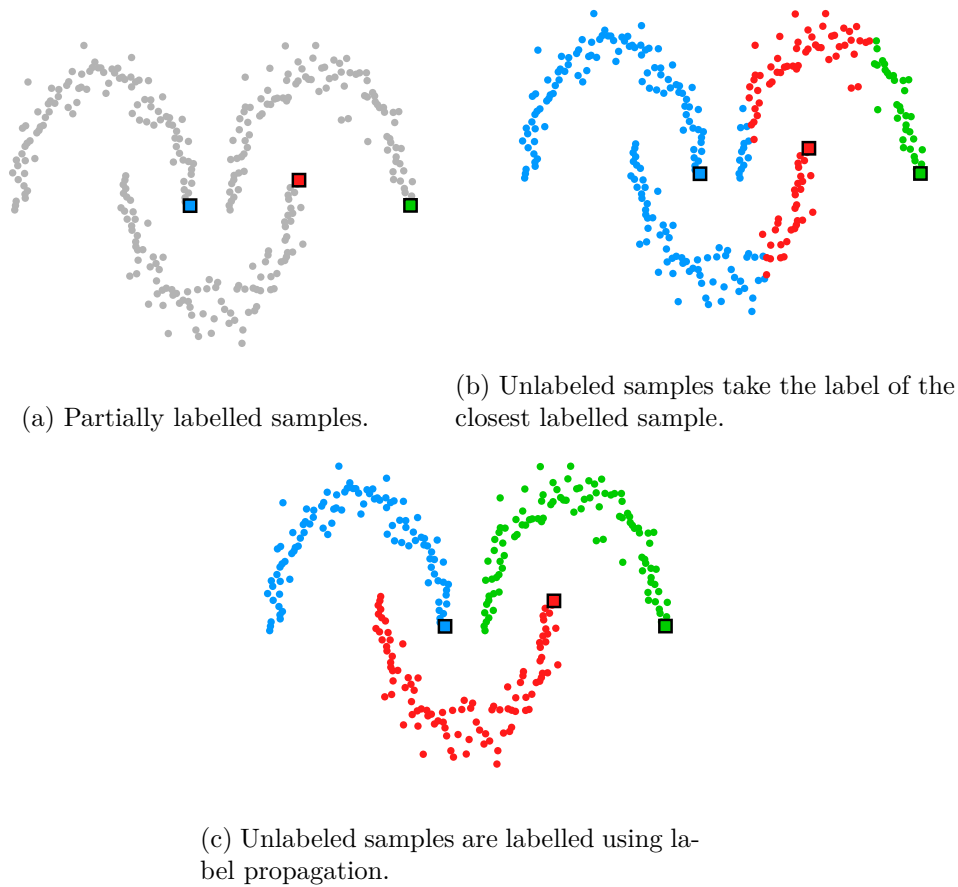 (a) Partially labelled samples.
(b) Unlabeled samples take the label of the
closest labelled sample.
(c) Unlabeled samples are labelled using la-
bel propagation.